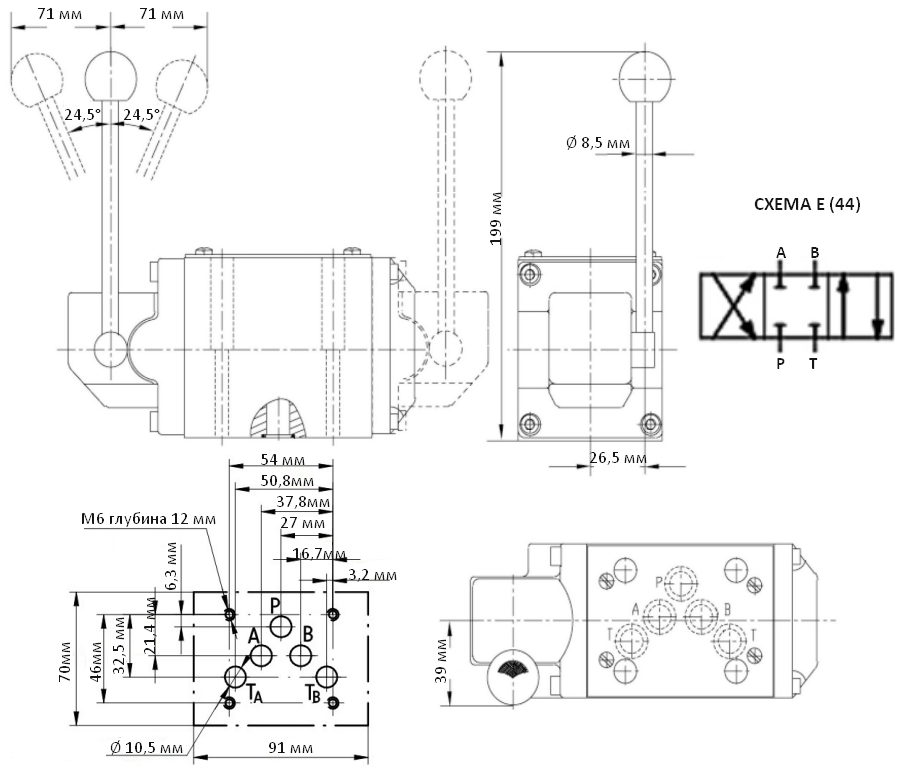 71 мм
71 мм
24,5°
24,5°
Ø 8,5 мм
199 мм
26,5 мм
СХЕМА Е (44)
A B
P T
54 мм
50,8мм
37,8мм
27 мм
16,7мм
3,2 мм
М6 глубина 12 мм
6,3 мм
21,4 мм
32,5 мм
46мм
70мм
P
A B
TA TB
Ø 10,5 мм
91 мм
39 мм
P
A B
T T